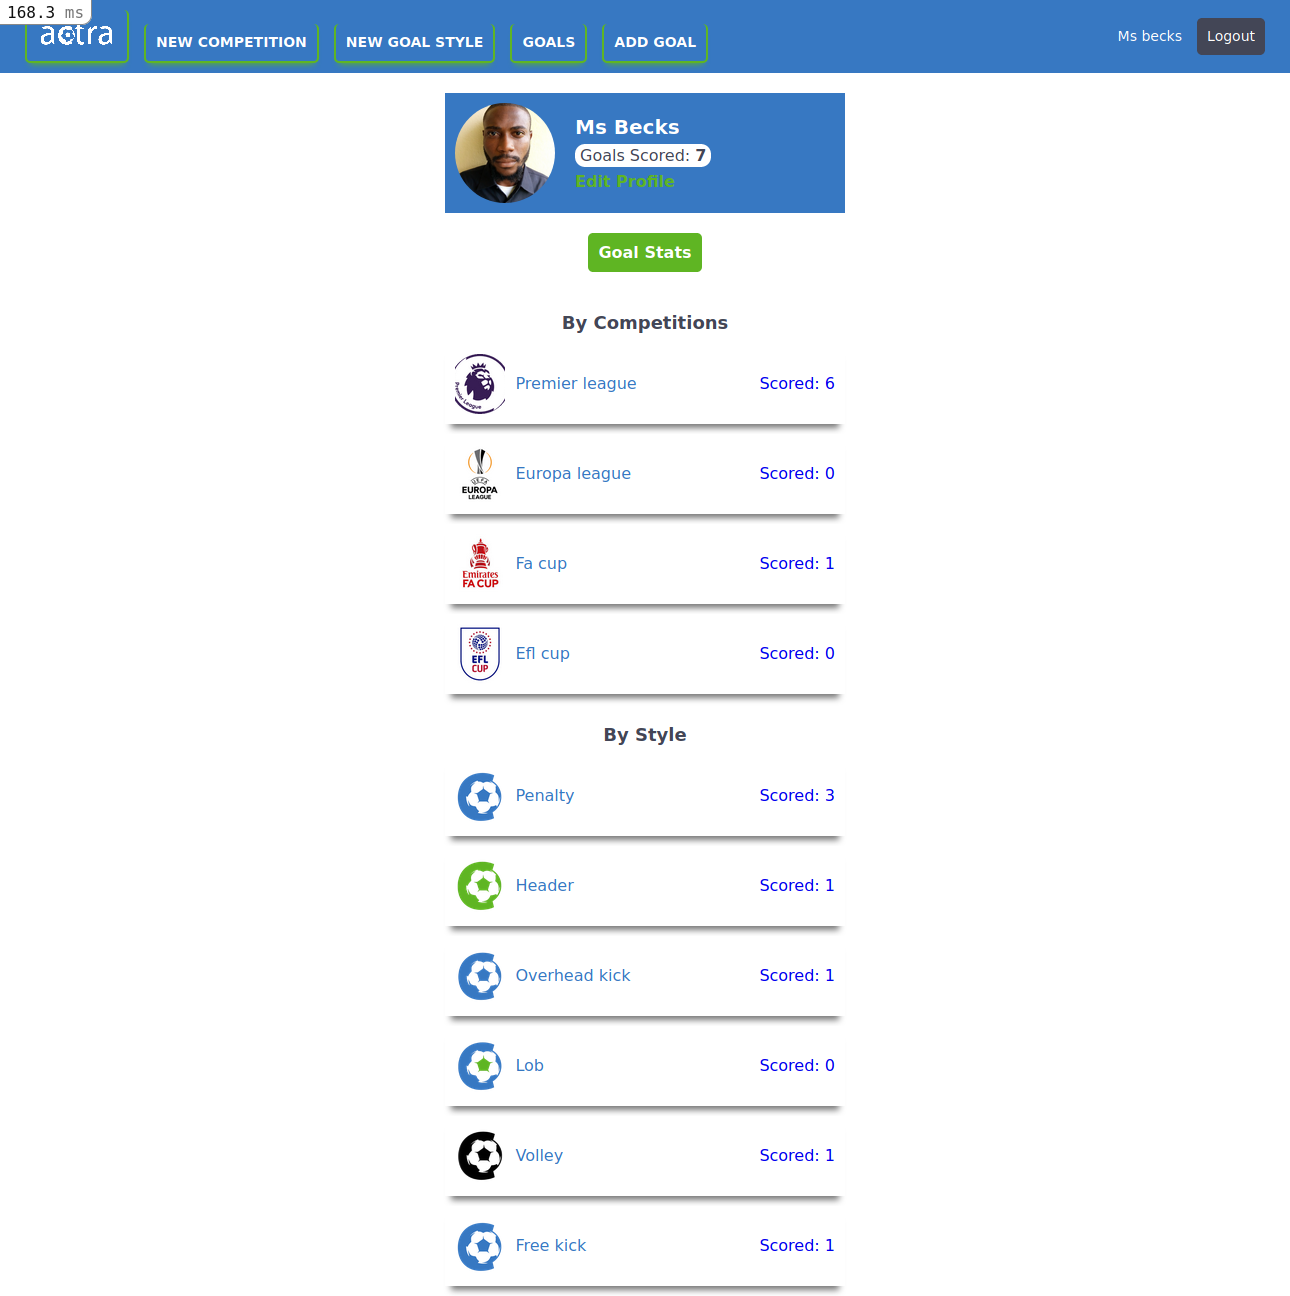 168.3 ms
actra
NEW COMPETITION
NEW GOAL STYLE
GOALS
ADD GOAL
Ms becks
Logout
Ms Becks
Goals Scored: 7
Edit Profile
Goal Stats
By Competitions
Premier League
Premier league
Scored: 6
EUROPA
LEAGUE
Europa league
Scored: 0
Emirates
FA CUP
Fa cup
Scored: 1
EFL
CUP
Efl cup
Scored: 0
By Style
Penalty
Scored: 3
Header
Scored: 1
Overhead kick
Scored: 1
Lob
Scored: 0
Volley
Scored: 1
Free kick
Scored: 1